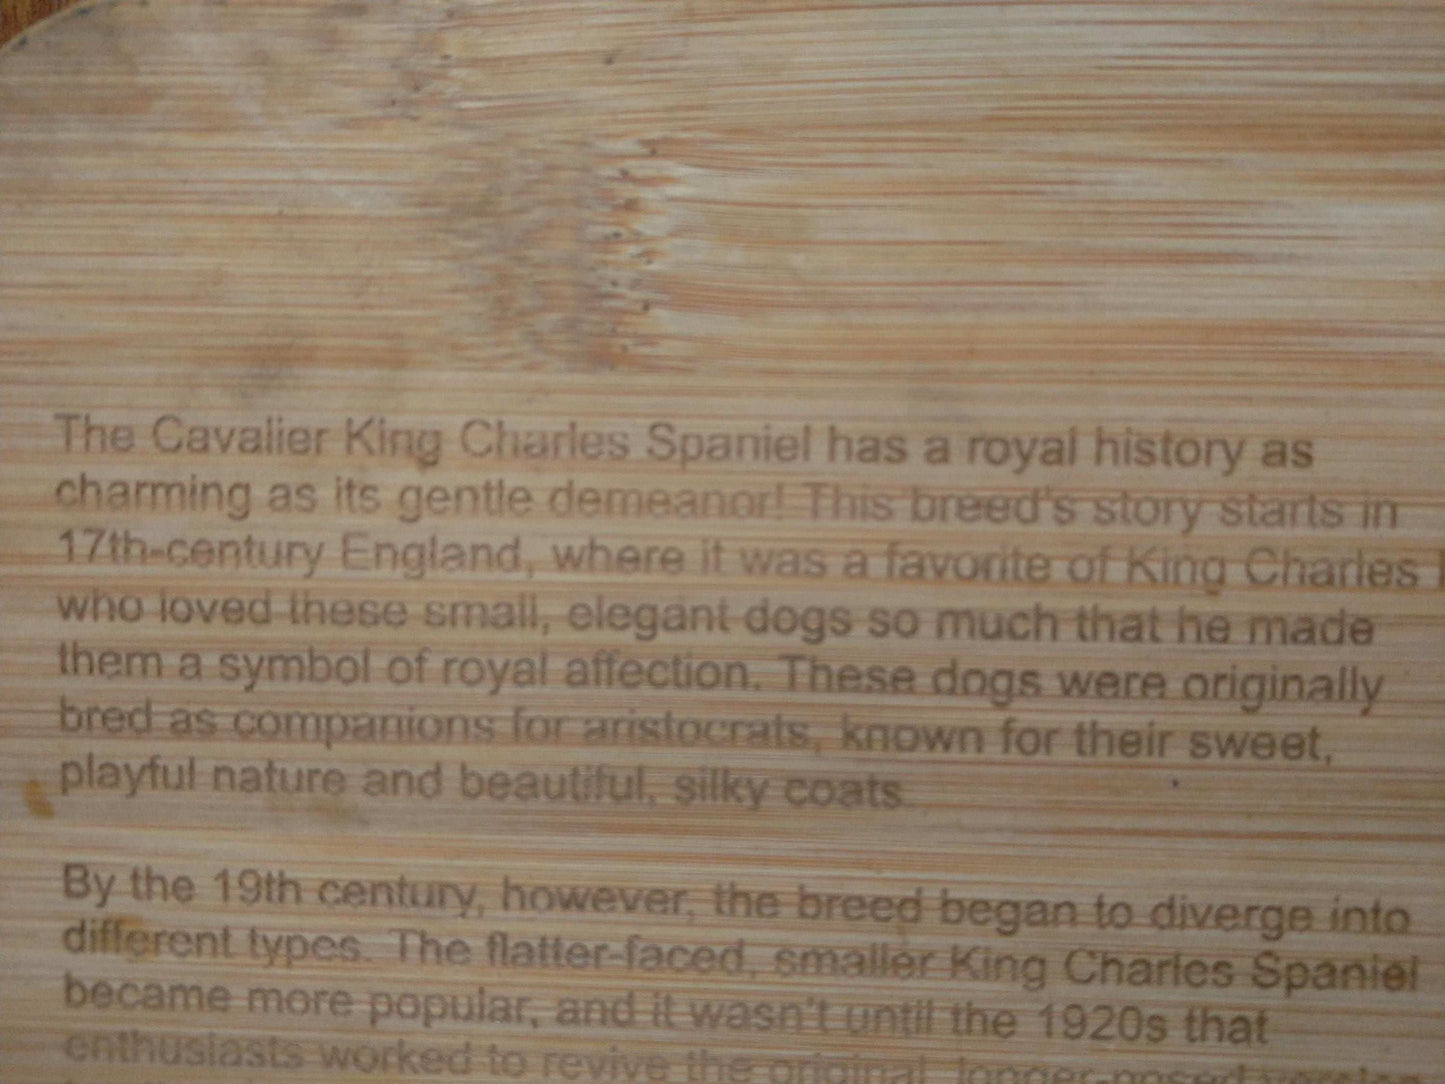 The Cavalier King Charles Spaniel has a royal history as
charming as its gentle demeanor! This breed's story starts in
17th-century England, where it was a favorite of King Charles
who loved these small, elegant dogs so much that he made
them a symbol of royal affection. These dogs were originally
bred as companions for aristocrats, known for their sweet,
playful nature and beautiful, silky coats.
By the 19th century, however, the breed began to diverge into
different types. The flatter-faced, smaller King Charles Spaniel
became more popular, and it wasn't until the 1920s that
enthusiasts worked to revive the original, longer-nosed version